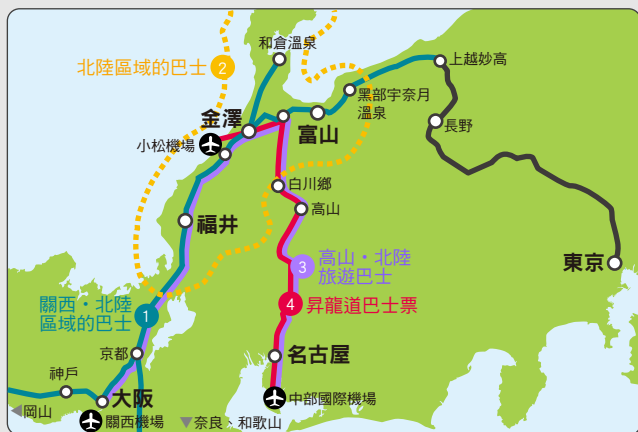 和倉溫泉
北陸區域的巴士 2
上越妙高
黑部宇奈月
溫泉
金澤
富山
長野
小松機場
白川鄉
高山
福井
東京
3 高山・北陸
旅遊巴士
關西・北陸
區域的巴士 1
4 昇龍道巴士票
京都
名古屋
神戶
大阪
中部國際機場
◀岡山
關西機場
▼奈良、和歌山